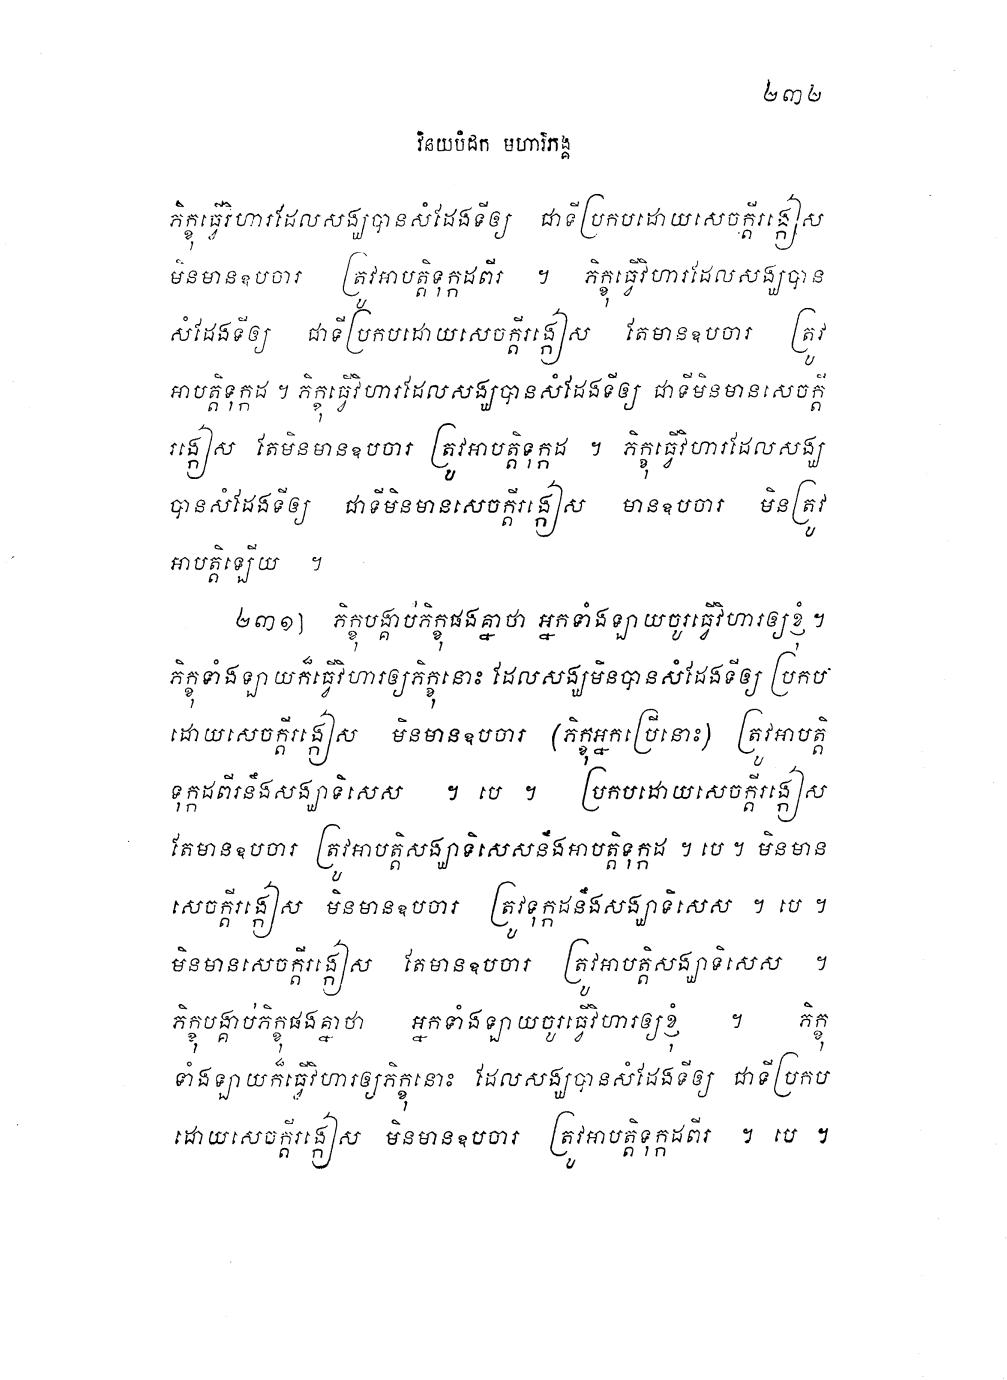 ២៣២
វិនយបិដក មហាវិភង្គ
ភិក្ខុធ្វើវិហារដែលសង្ឃបានសំដែងទីឲ្យ ជាទីប្រកបដោយសេចក្តីរង្កៀស
មិនមានឧបចារ ត្រូវអាបត្តិទុក្កដពីរ ។ ភិក្ខុធ្វើវិហារដែលសង្ឃបាន
សំដែងទីឲ្យ ជាទីប្រកបដោយសេចក្តីរង្កៀស តែមានឧបចារ ត្រូវ
អាបត្តិទុក្កដ ។ ភិក្ខុធ្វើវិហារដែលសង្ឃបានសំដែងទីឲ្យ ជាទីមិនមានសេចក្តី
រង្កៀស តែមិនមានឧបចារ ត្រូវអាបត្តិទុក្កដ ។ ភិក្ខុធ្វើវិហារដែលសង្ឃ
បានសំដែងទីឲ្យ ជាទីមិនមានសេចក្តីរង្កៀស មានឧបចារ មិនត្រូវ
អាបត្តិឡើយ ។
២៣១) ភិក្ខុបង្គាប់ភិក្ខុផងគ្នាថា អ្នកទាំងឡាយចូរធ្វើវិហារឲ្យខ្ញុំ ។
ភិក្ខុទាំងឡាយក៏ធ្វើវិហារឲ្យភិក្ខុនោះ ដែលសង្ឃមិនបានសំដែងទីឲ្យ ប្រកប
ដោយសេចក្តីរង្កៀស មិនមានឧបចារ (ភិក្ខុអ្នកប្រើនោះ) ត្រូវអាបត្តិ
ទុក្កដពីរនឹងសង្ឃាទិសេស ។ បេ ។ ប្រកបដោយសេចក្តីរង្កៀស
តែមានឧបចារ ត្រូវអាបត្តិសង្ឃាទិសេសនឹងអាបត្តិទុក្កដ ។ បេ ។ មិនមាន
សេចក្តីរង្កៀស មិនមានឧបចារ ត្រូវទុក្កដនឹងសង្ឃាទិសេស ។ បេ ។
មិនមានសេចក្តីរង្កៀស តែមានឧបចារ ត្រូវអាបត្តិសង្ឃាទិសេស ។
ភិក្ខុបង្គាប់ភិក្ខុផងគ្នាថា អ្នកទាំងឡាយចូរធ្វើវិហារឲ្យខ្ញុំ ។ ភិក្ខុ
ទាំងឡាយក៏ធ្វើវិហារឲ្យភិក្ខុនោះ ដែលសង្ឃបានសំដែងទីឲ្យ ជាទីប្រកប
ដោយសេចក្តីរង្កៀស មិនមានឧបចារ ត្រូវអាបត្តិទុក្កដពីរ ។ បេ ។